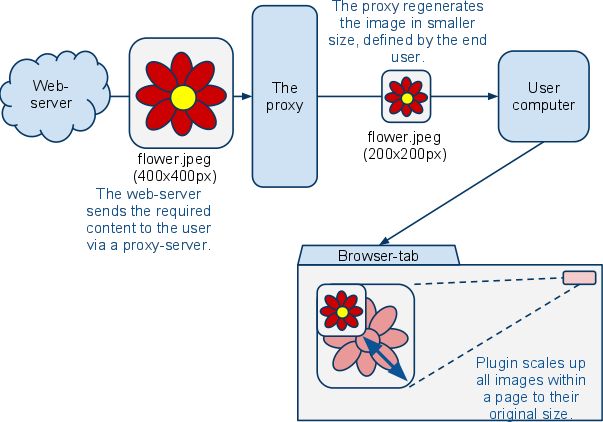 The proxy regenerates
the image in smaller
size, defined by the end
user.
Web-
server
The
proxy
User
computer
flower.jpeg
(400x400px)
flower.jpeg
(200x200px)
The web-server
sends the required
content to the user
via a proxy-server.
Browser-tab
Plugin scales up
all images within
a page to their
original size.